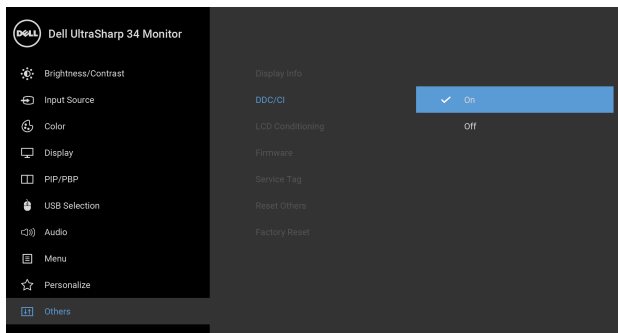 DELL Dell UltraSharp 34 Monitor
Brightness/Contrast
Display Info
Input Source
DDC/CI
On
Color
LCD Conditioning
Off
Display
Firmware
PIP/PBP
Service Tag
USB Selection
Reset Others
Audio
Factory Reset
Menu
Personalize
Others